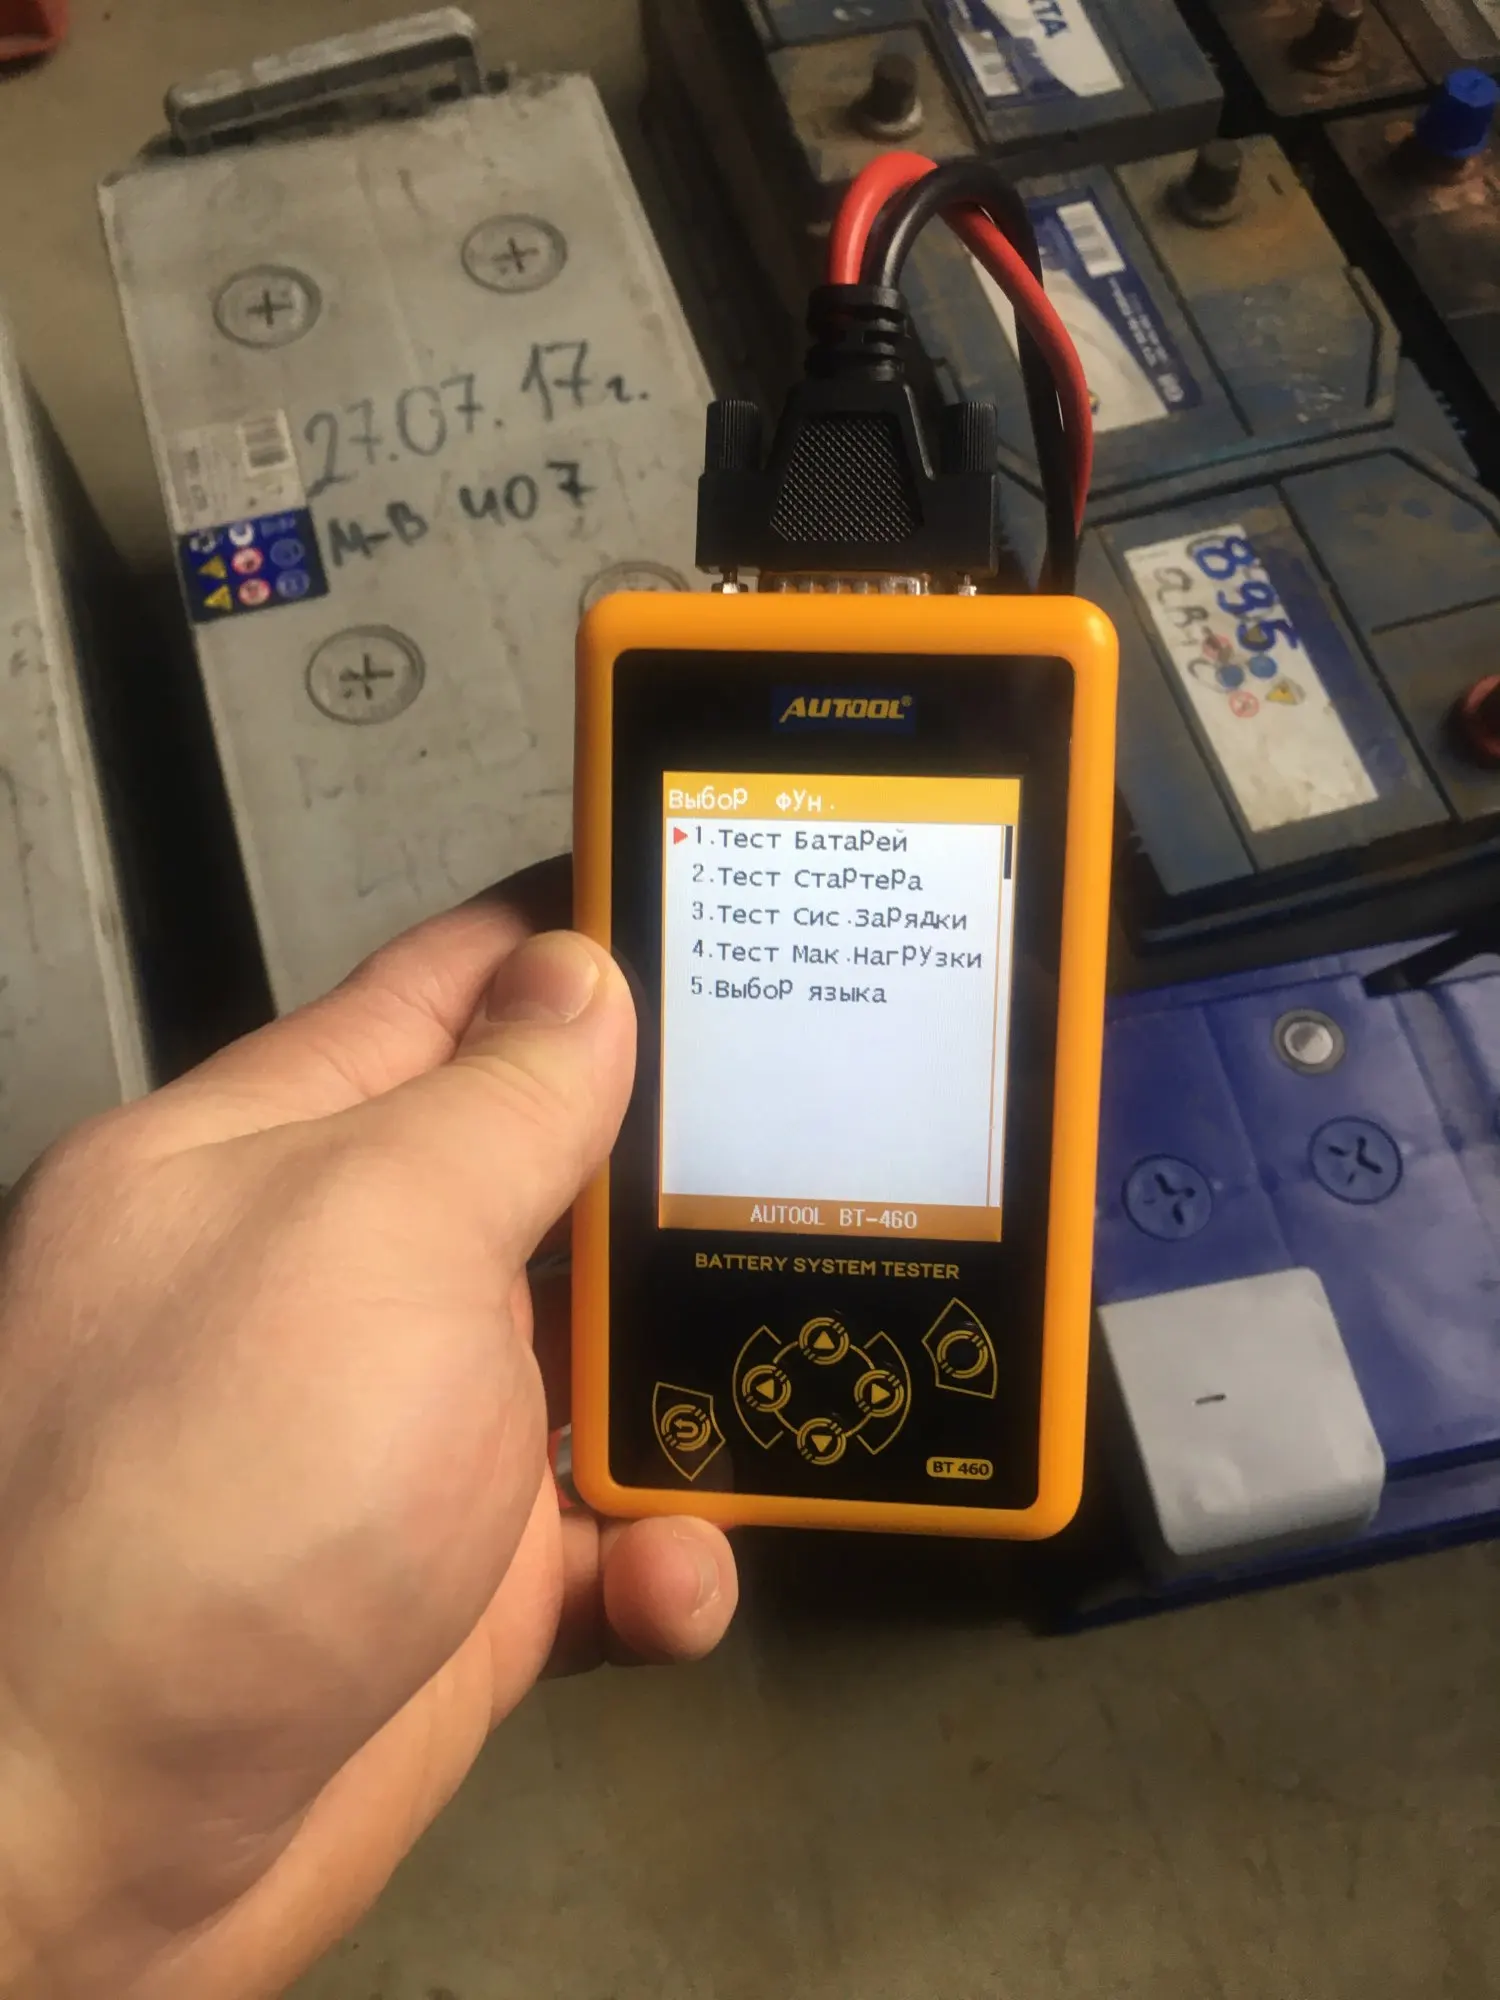 27.07.17г.
М-В 407
895
AUTOOL®
Выбор Фун.
1.Тест Батарей
2.Тест Стартера
3.Тест Сис.Зарядки
4.Тест Мак.Нагрузки
5.Выбор языка
AUTOOL BT-460
BATTERY SYSTEM TESTER
BT 460